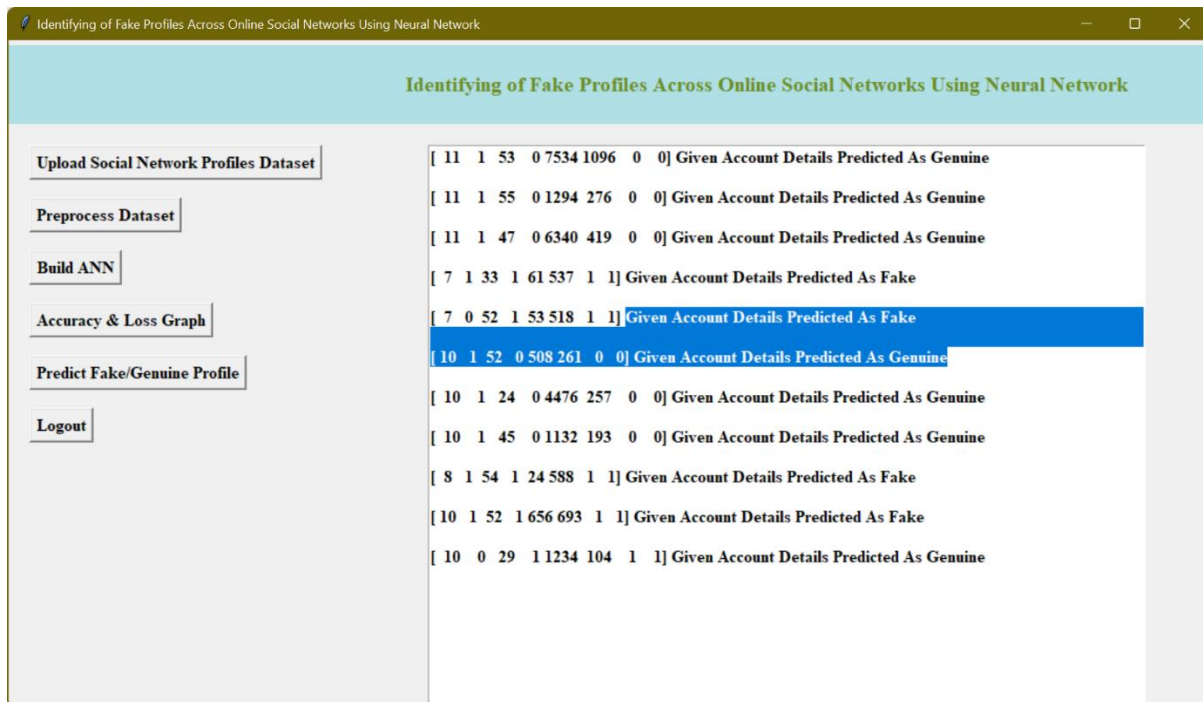 Identifying of Fake Profiles Across Online Social Networks Using Neural Network
Identifying of Fake Profiles Across Online Social Networks Using Neural Network
Upload Social Network Profiles Dataset
Preprocess Dataset
Build ANN
Accuracy & Loss Graph
Predict Fake/Genuine Profile
Logout
[ 11 1 53 0 7534 1096 0 0] Given Account Details Predicted As Genuine
[ 11 1 55 0 1294 276 0 0] Given Account Details Predicted As Genuine
[ 11 1 47 0 6340 419 0 0] Given Account Details Predicted As Genuine
[ 7 1 33 1 61 537 1 1] Given Account Details Predicted As Fake
[ 7 0 52 1 53 518 1 1] Given Account Details Predicted As Fake
[ 10 1 52 0 508 261 0 0] Given Account Details Predicted As Genuine
[ 10 1 24 0 4476 257 0 0] Given Account Details Predicted As Genuine
[ 10 1 45 0 1132 193 0 0] Given Account Details Predicted As Genuine
[ 8 1 54 1 24 588 1 1] Given Account Details Predicted As Fake
[ 10 1 52 1 656 693 1 1] Given Account Details Predicted As Fake
[ 10 0 29 1 1234 104 1 1] Given Account Details Predicted As Genuine